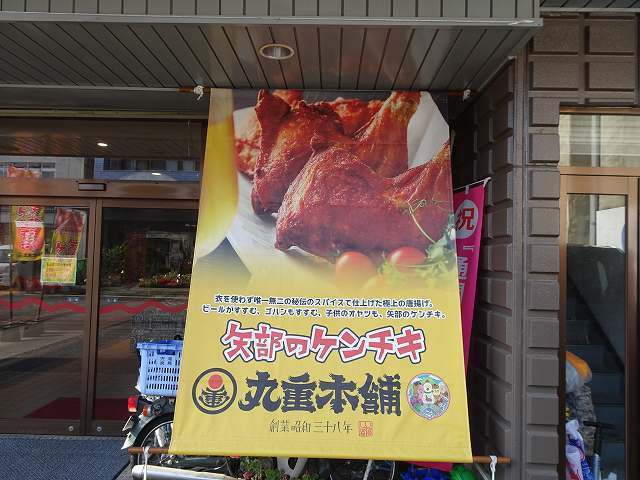 衣を使わず唯一無二の秘伝のスパイスで仕上げた極上の唐揚げ。
ビールがすすむ、ゴハンもすすむ、子供のオヤツも、矢部のケンチキ。
矢部のケンチキ
重
丸重本舗
創業昭和三十八年
祝